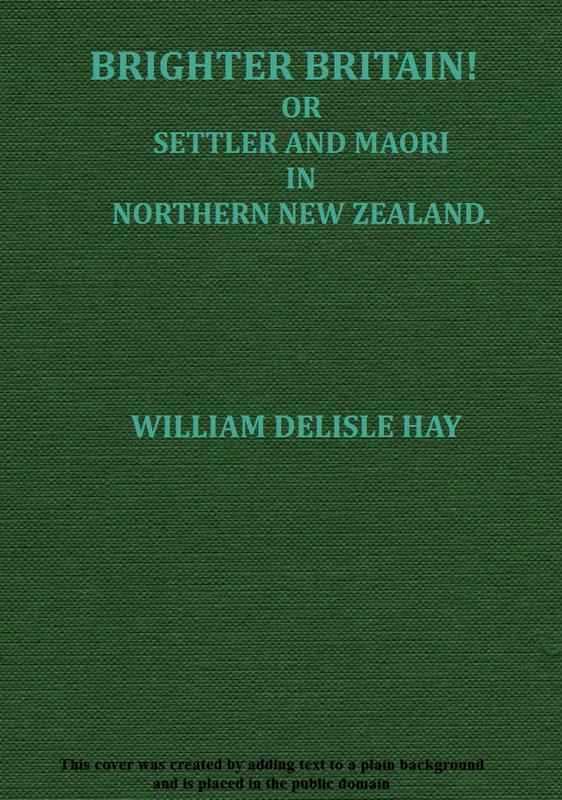 BRIGHTER BRITAIN!
OR
SETTLER AND MAORI
IN
NORTHERN NEW ZEALAND.
WILLIAM DELISLE HAY
This cover was created by adding text to a plain background
and is placed in the public domain